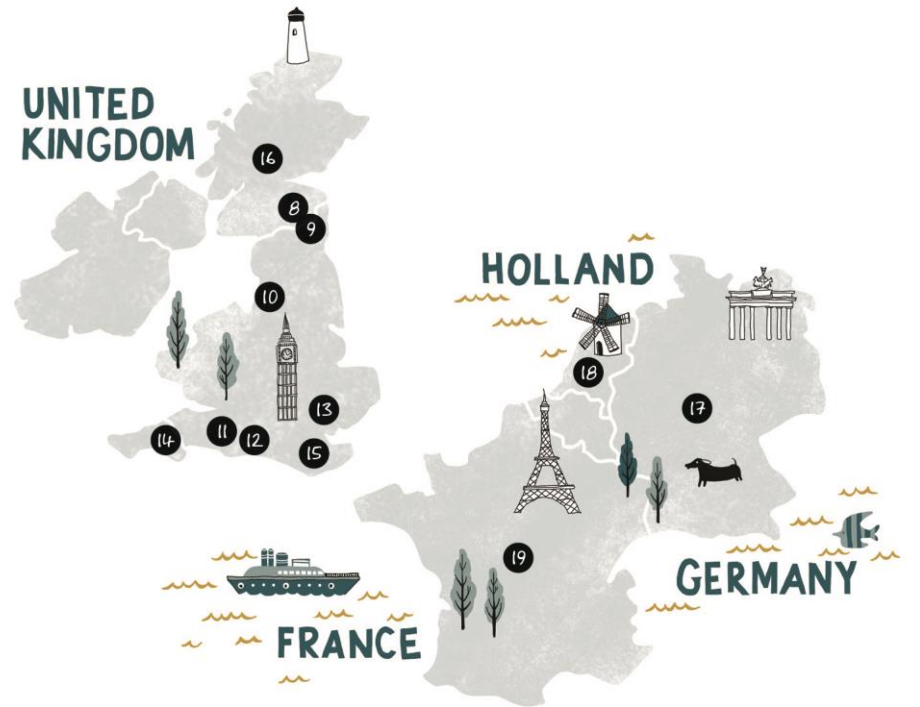 UNITED
KINGDOM
16
8
9
10
13
11
12
14
15
HOLLAND
18
17
19
GERMANY
FRANCE